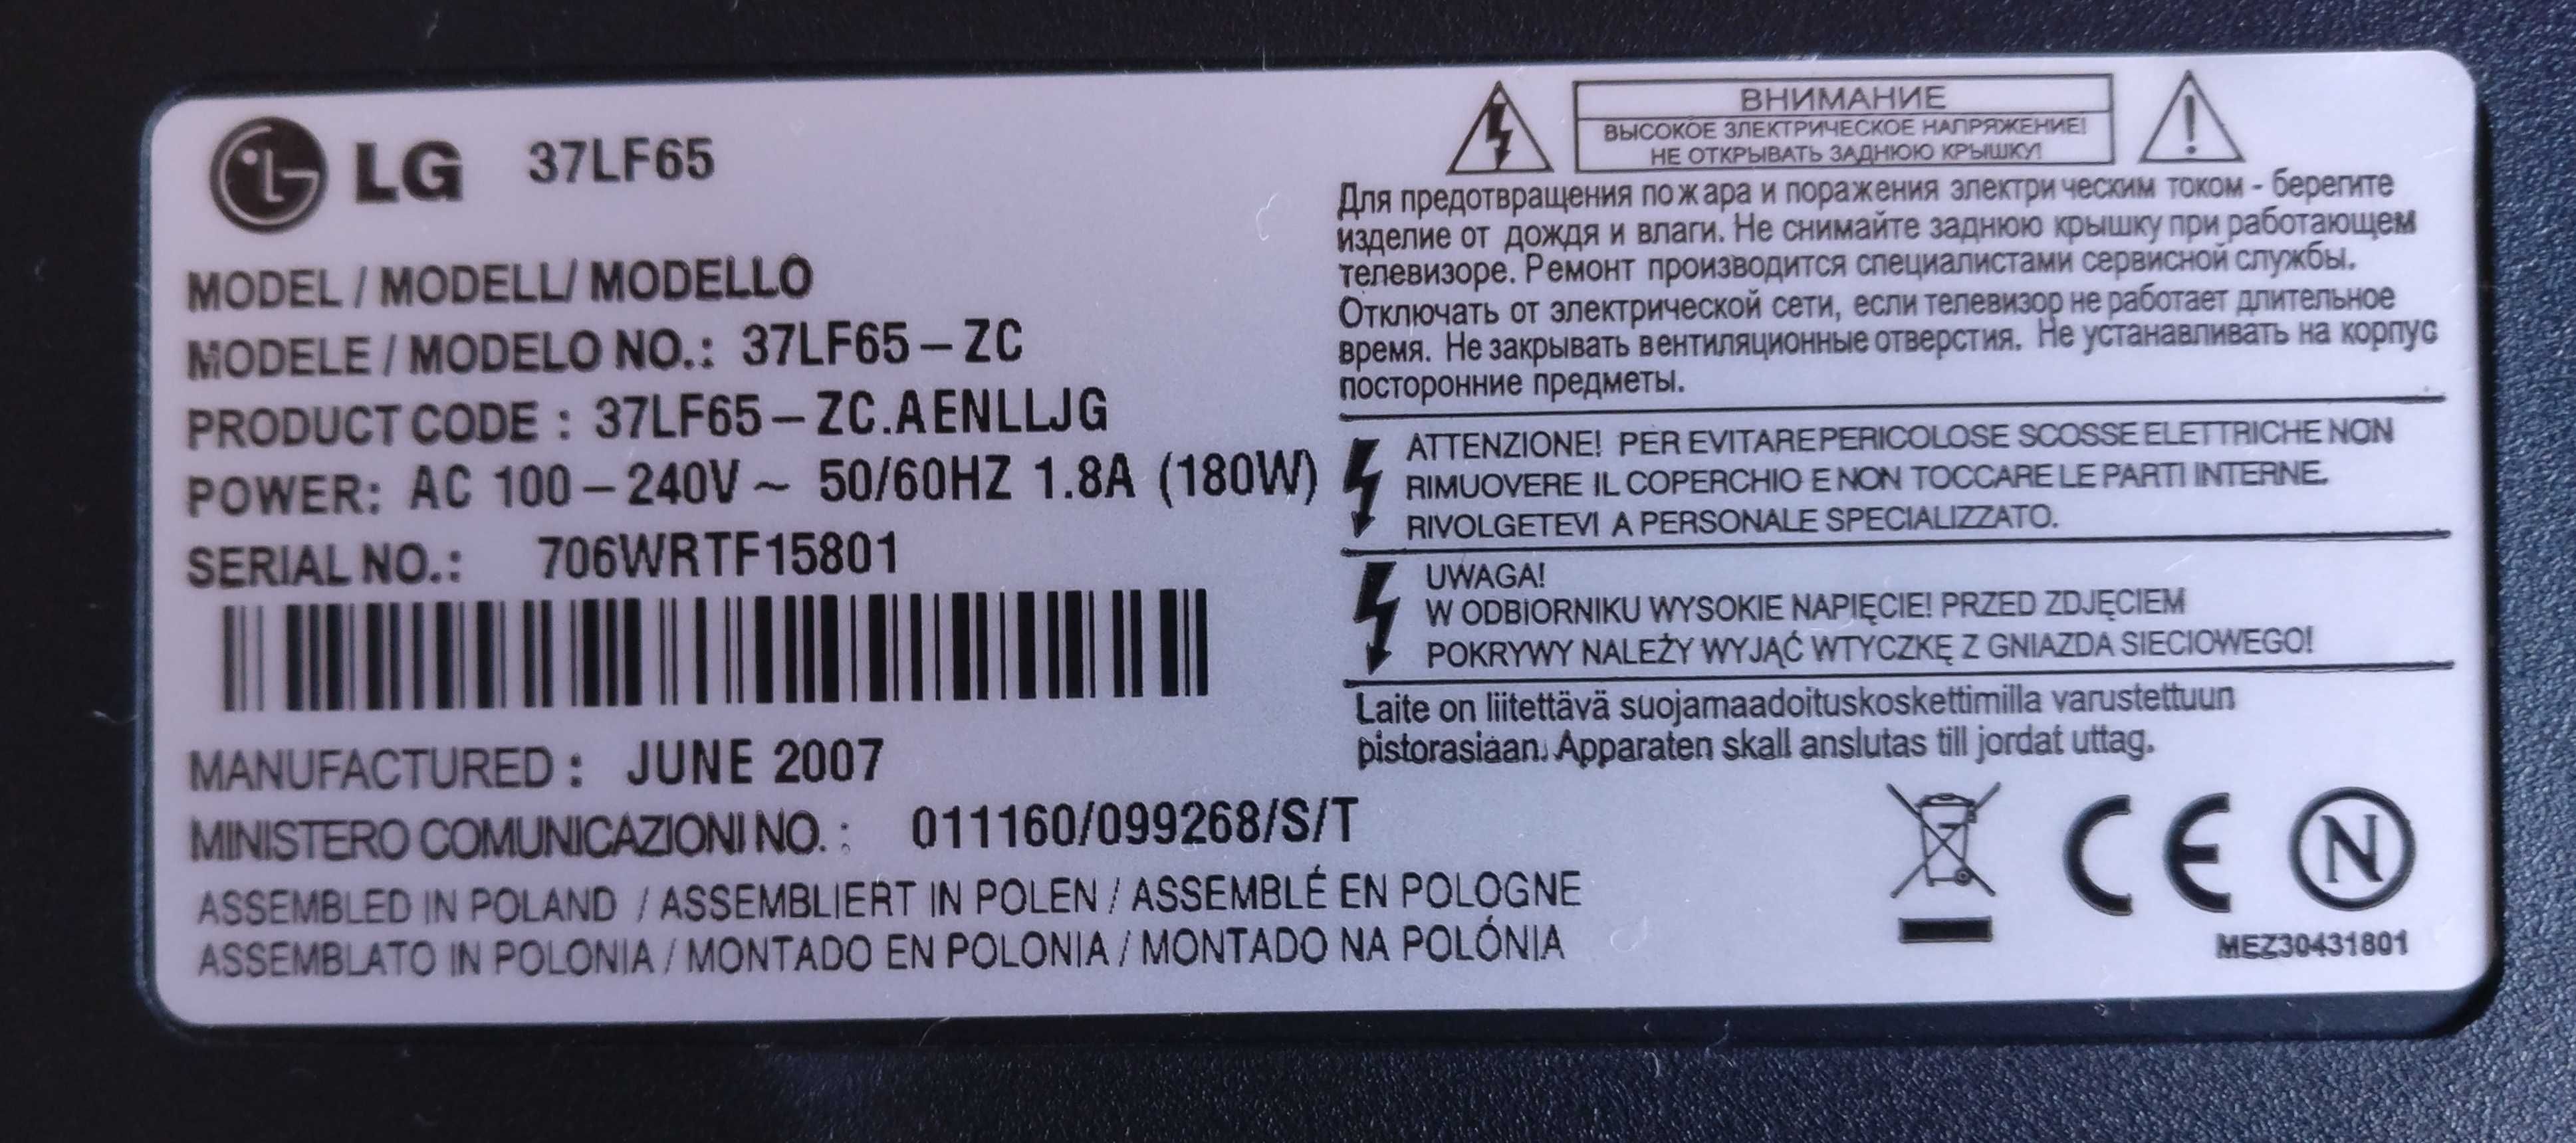 LG 37LF65
MODEL / MODELL/ MODELLO
MODELE / MODELO NO.: 37LF65-ZC
PRODUCT CODE : 37LF65-ZC.AENLLJG
POWER: AC 100-240V ~ 50/60HZ 1.8A (180W)
SERIAL NO.: 706WRTF15801
MANUFACTURED : JUNE 2007
MINISTERO COMUNICAZIONI NO. : 011160/099268/S/T
ASSEMBLED IN POLAND / ASSEMBLIERT IN POLEN / ASSEMBLÉ EN POLOGNE
ASSEMBLATO IN POLONIA / MONTADO EN POLONIA / MONTADO NA POLÓNIA
ВНИМАНИЕ
ВЫСОКОЕ ЭЛЕКТРИЧЕСКОЕ НАПРЯЖЕНИЕ!
НЕ ОТКРЫВАТЬ ЗАДНЮЮ КРЫШКУ!
Для предотвращения пожара и поражения электрическим током - берегите
изделие от дождя и влаги. Не снимайте заднюю крышку при работающем
телевизоре. Ремонт производится специалистами сервисной службы.
Отключать от электрической сети, если телевизор не работает длительное
время. Не закрывать вентиляционные отверстия. Не устанавливать на корпус
посторонние предметы.
ATTENZIONE! PER EVITARE PERICOLOSE SCOSSE ELETTRICHE NON
RIMUOVERE IL COPERCHIO E NON TOCCARE LE PARTI INTERNE.
RIVOLGETEVI A PERSONALE SPECIALIZZATO.
UWAGA!
W ODBIORNIKU WYSOKIE NAPIĘCIE! PRZED ZDJĘCIEM
POKRYWY NALEŻY WYJĄĆ WTYCZKĘ Z GNIAZDA SIECIOWEGO!
Laite on liitettävä suojamaadoituskoskettimilla varustettuun
pistorasiaan. Apparaten skall anslutas till jordat uttag.
CE N
MEZ30431801